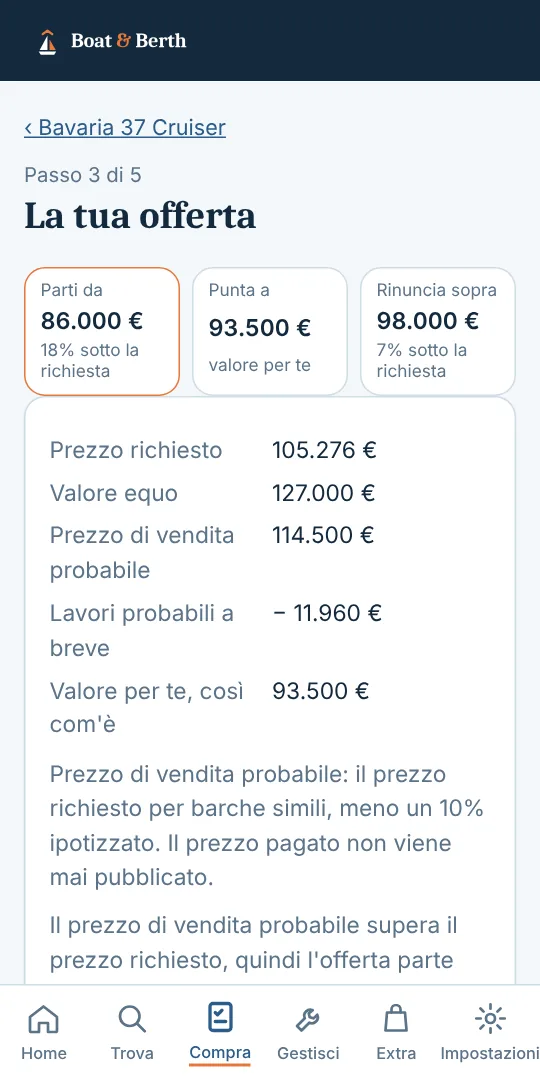 Boat & Berth
‹ Bavaria 37 Cruiser
Passo 3 di 5
La tua offerta
Parti da
86.000 €
18% sotto la
richiesta
Punta a
93.500 €
valore per te
Rinuncia sopra
98.000 €
7% sotto la
richiesta
Prezzo richiesto 105.276 €
Valore equo 127.000 €
Prezzo di vendita 114.500 €
probabile
Lavori probabili a − 11.960 €
breve
Valore per te, così 93.500 €
com'è
Prezzo di vendita probabile: il prezzo
richiesto per barche simili, meno un 10%
ipotizzato. Il prezzo pagato non viene
mai pubblicato.
Il prezzo di vendita probabile supera il
prezzo richiesto, quindi l'offerta parte
Home
Trova
Compra
Gestisci
Extra
Impostazioni